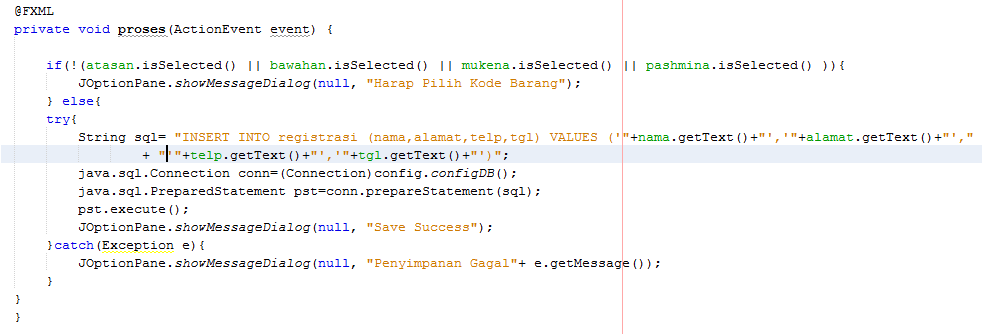 @FXML
private void proses(ActionEvent event) {
if(!(atasan.isSelected() || bawahan.isSelected() || mukena.isSelected() || pashmina.isSelected() )){
JOptionPane.showMessageDialog(null, "Harap Pilih Kode Barang");
} else{
try{
String sql= "INSERT INTO registrasi (nama,alamat,telp,tgl) VALUES ('"+nama.getText()+"','"+alamat.getText()+"',"
+ "'"+telp.getText()+"','"+tgl.getText()+"')";
java.sql.Connection conn=(Connection)config.configDB();
java.sql.PreparedStatement pst=conn.prepareStatement(sql);
pst.execute();
JOptionPane.showMessageDialog(null, "Save Success");
}catch(Exception e){
JOptionPane.showMessageDialog(null, "Penyimpanan Gagal"+ e.getMessage());
}
}
}